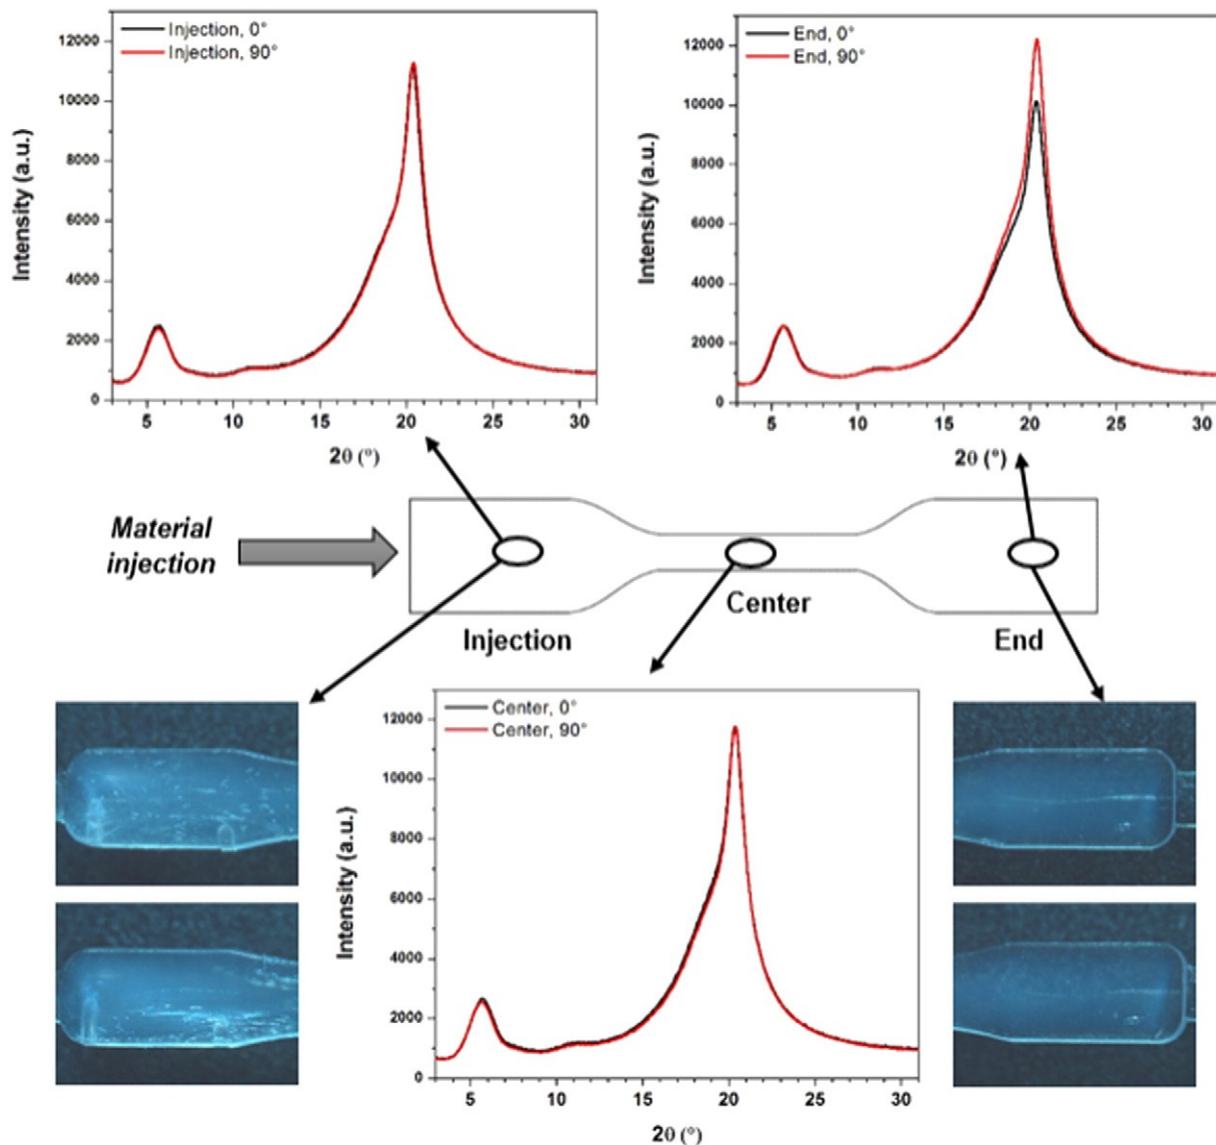 Injection, 0°
Injection, 90°
12000
10000
8000
6000
4000
2000
0
Intensity (a.u.)
5 10 15 20 25 30
2θ (°)
End, 0°
End, 90°
12000
10000
8000
6000
4000
2000
0
Intensity (a.u.)
5 10 15 20 25 30
2θ (°)
Material
injection
Injection
Center
End
Center, 0°
Center, 90°
12000
10000
8000
6000
4000
2000
0
Intensity (a.u.)
5 10 15 20 25 30
2θ (°)